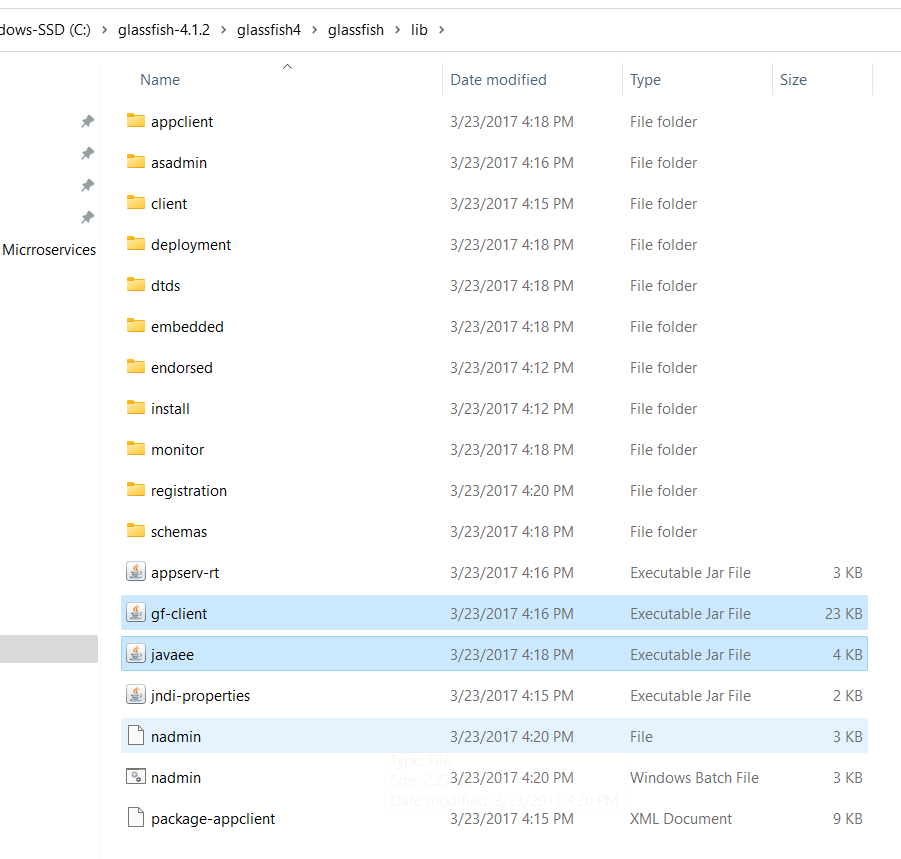 dows-SSD (C:) > glassfish-4.1.2 > glassfish4 > glassfish > lib >
Name Date modified Type Size
appclient 3/23/2017 4:18 PM File folder
asadmin 3/23/2017 4:16 PM File folder
client 3/23/2017 4:15 PM File folder
deployment 3/23/2017 4:18 PM File folder
Micrroservices
dtds 3/23/2017 4:18 PM File folder
embedded 3/23/2017 4:18 PM File folder
endorsed 3/23/2017 4:12 PM File folder
install 3/23/2017 4:12 PM File folder
monitor 3/23/2017 4:18 PM File folder
registration 3/23/2017 4:20 PM File folder
schemas 3/23/2017 4:18 PM File folder
appserv-rt 3/23/2017 4:16 PM Executable Jar File 3 KB
gf-client 3/23/2017 4:16 PM Executable Jar File 23 KB
javaee 3/23/2017 4:18 PM Executable Jar File 4 KB
jndi-properties 3/23/2017 4:15 PM Executable Jar File 2 KB
nadmin 3/23/2017 4:20 PM File 3 KB
Type: File
nadmin 3/23/2017 4:20 PM Windows Batch File 3 KB
Size: 2.27
Date modified: 3/23/2017 4:20 PM
package-appclient 3/23/2017 4:15 PM XML Document 9 KB